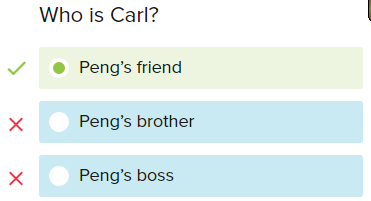 Who is Carl?
Peng's friend
Peng's brother
Peng's boss